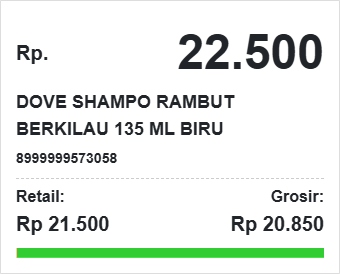 Rp. 22.500
DOVE SHAMPO RAMBUT
BERKILAU 135 ML BIRU
8999999573058
Retail: Grosir:
Rp 21.500 Rp 20.850